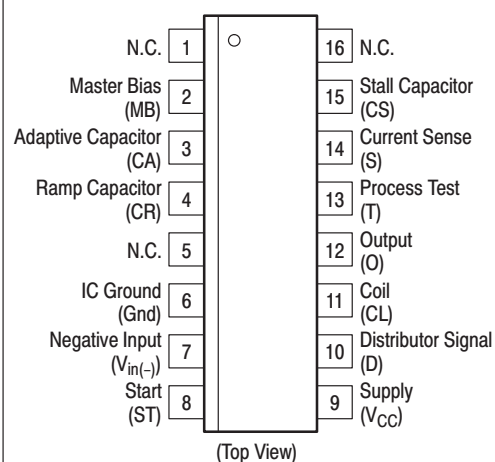 N.C. 1
Master Bias
(MB) 2
Adaptive Capacitor
(CA) 3
Ramp Capacitor
(CR) 4
N.C. 5
IC Ground
(Gnd) 6
Negative Input
(Vin(–)) 7
Start
(ST) 8
16 N.C.
15 Stall Capacitor
(CS)
14 Current Sense
(S)
13 Process Test
(T)
12 Output
(O)
11 Coil
(CL)
10 Distributor Signal
(D)
9 Supply
(VCC)
(Top View)